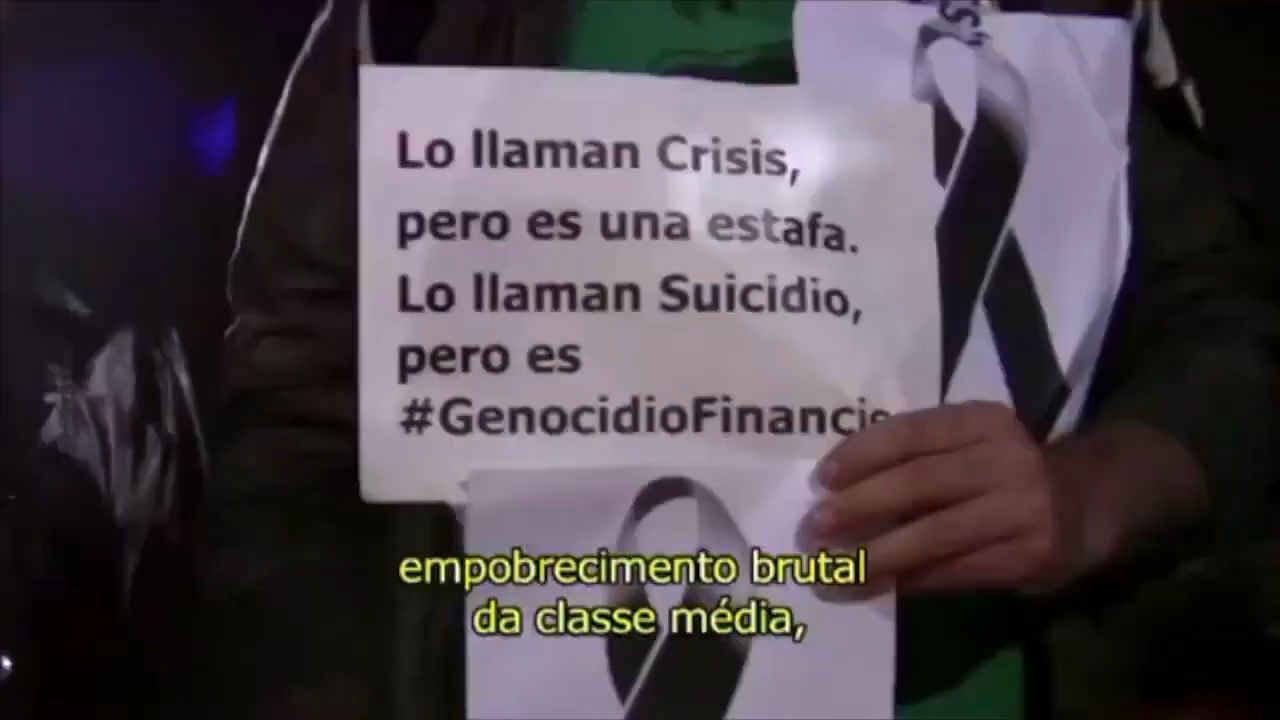 Lo llaman Crisis,
pero es una estafa.
Lo llaman Suicidio,
pero es
empobrecimento brutal
da classe média,